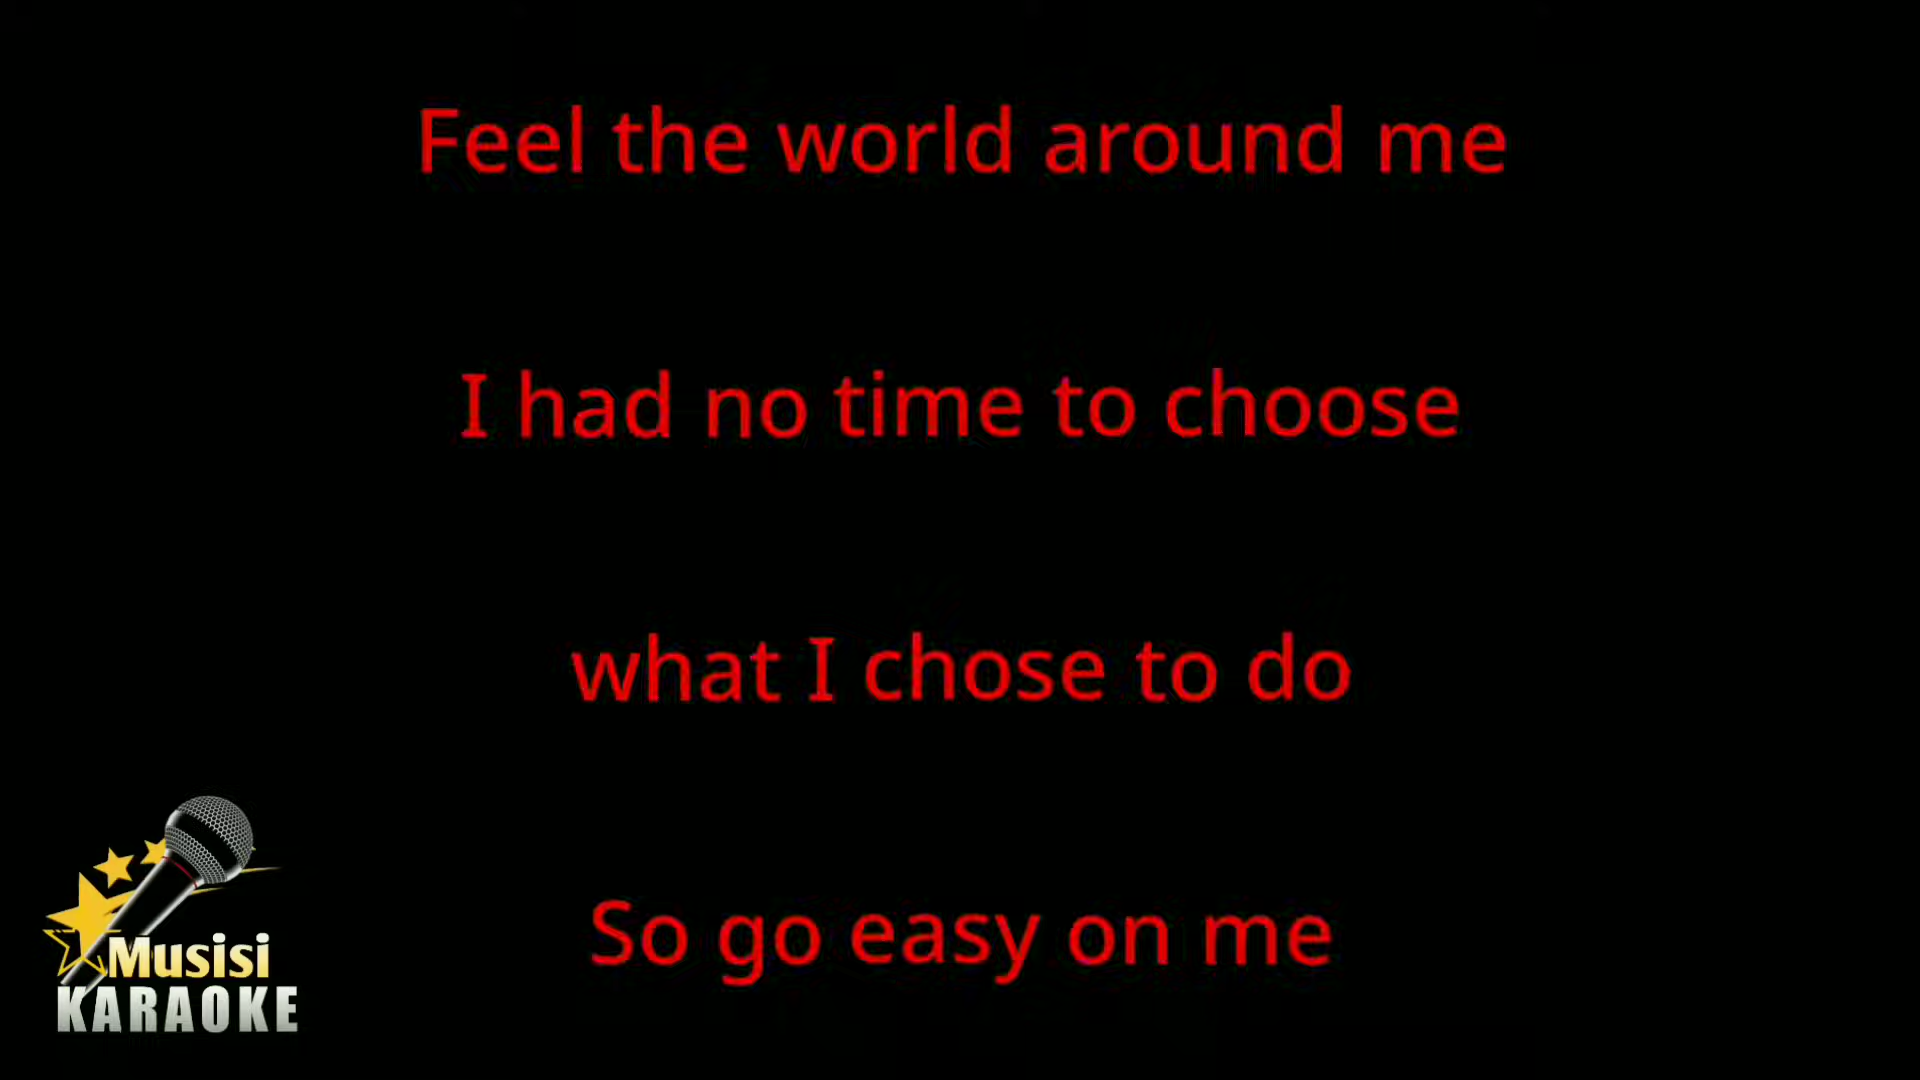 Feel the world around me
I had no time to choose
what I chose to do
So go easy on me
Musisi
KARAOKE